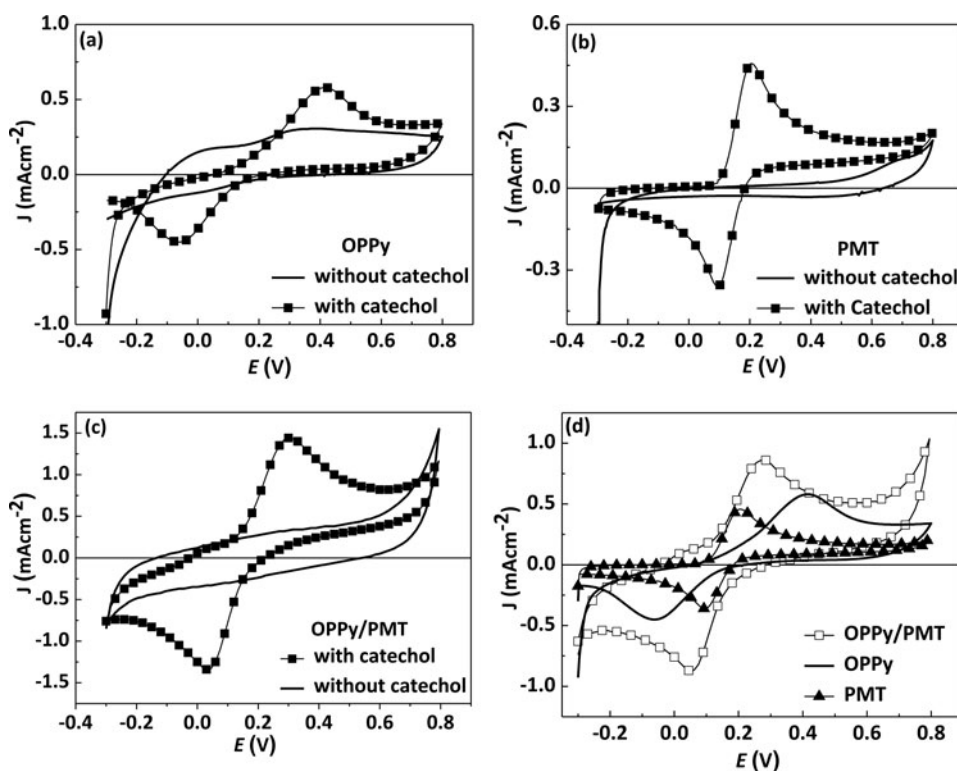 (a)
J (mAcm-2)
1.0
0.5
0.0
-0.5
-1.0
OPPy
without catechol
with catechol
-0.4 -0.2 0.0 0.2 0.4 0.6 0.8
E (V)
(b)
J (mAcm-2)
0.6
0.3
0.0
-0.3
PMT
without catechol
with Catechol
-0.4 -0.2 0.0 0.2 0.4 0.6 0.8
E (V)
(c)
J (mAcm-2)
1.5
1.0
0.5
0.0
-0.5
-1.0
-1.5
OPPy/PMT
with catechol
without catechol
-0.4 -0.2 0.0 0.2 0.4 0.6 0.8
E (V)
(d)
J (mAcm-2)
1.0
0.5
0.0
-0.5
-1.0
OPPy/PMT
OPPy
PMT
-0.2 0.0 0.2 0.4 0.6 0.8
E (V)